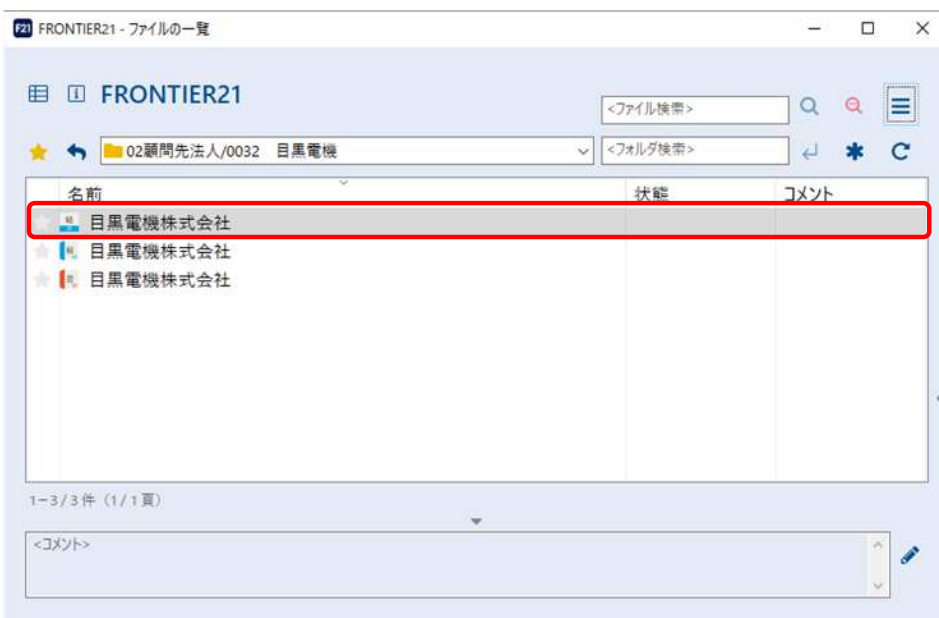 F21 FRONTIER21 - ファイルの一覧
FRONTIER21
<ファイル検索>
02顧問先法人/0032 目黒電機
<フォルダ検索>
名前 状態 コメント
目黒電機株式会社
目黒電機株式会社
目黒電機株式会社
1-3/3件 (1/1頁)
<コメント>